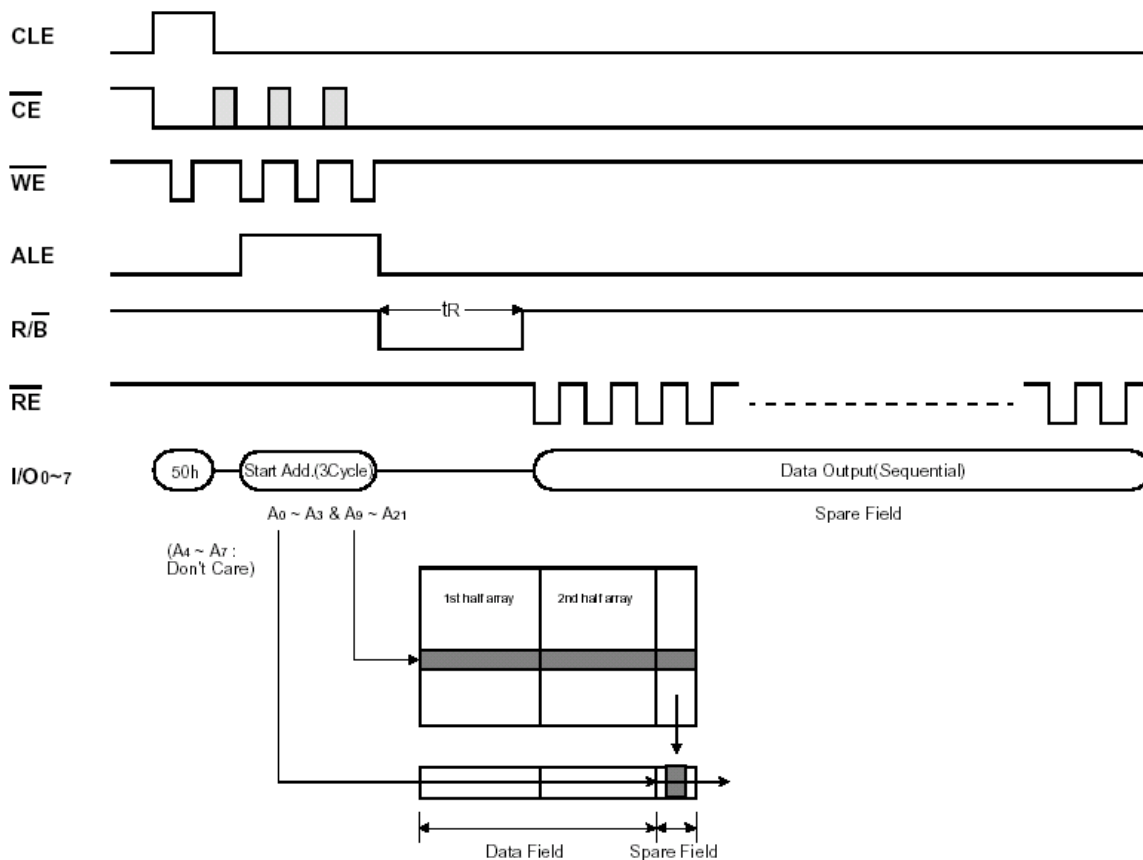 CLE
CE
WE
ALE
R/B
tR
RE
I/O0~7
50h
Start Add.(3Cycle)
Data Output(Sequential)
A0 ~ A3 & A9 ~ A21
Spare Field
(A4 ~ A7 :
Don't Care)
1st half array
2nd half array
Data Field
Spare Field